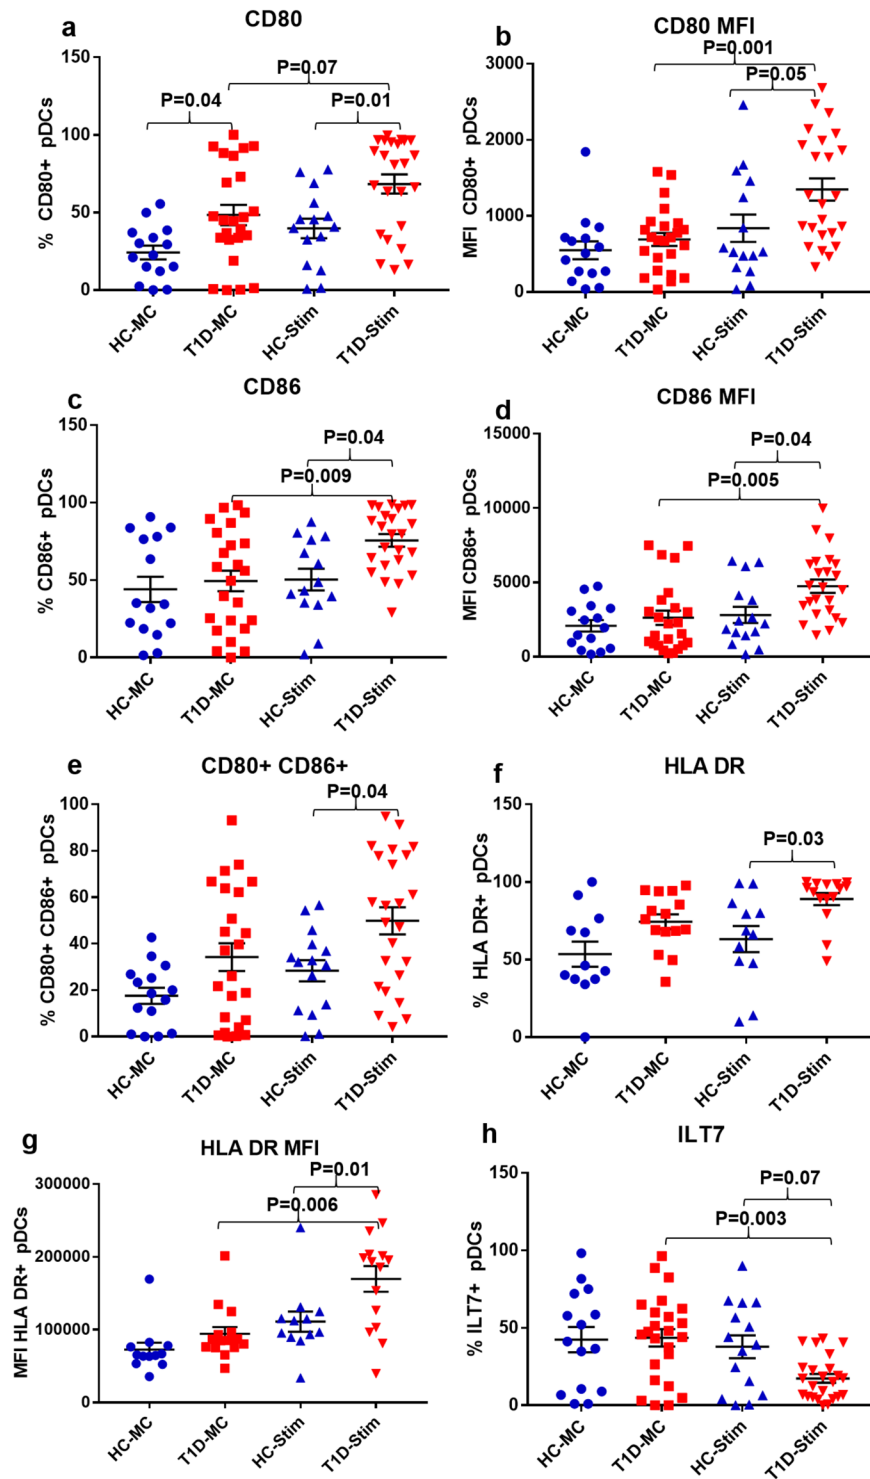 a
CD80
P=0.07
P=0.04
P=0.01
150
100
50
0
% CD80+ pDCs
HC-MC
T1D-MC
HC-Stim
T1D-Stim
b
CD80 MFI
P=0.001
P=0.05
3000
2000
1000
0
MFI CD80+ pDCs
HC-MC
T1D-MC
HC-Stim
T1D-Stim
c
CD86
P=0.04
P=0.009
150
100
50
0
% CD86+ pDCs
HC-MC
T1D-MC
HC-Stim
T1D-Stim
d
CD86 MFI
P=0.04
P=0.005
15000
10000
5000
0
MFI CD86+ pDCs
HC-MC
T1D-MC
HC-Stim
T1D-Stim
e
CD80+ CD86+
P=0.04
100
80
60
40
20
0
% CD80+ CD86+ pDCs
HC-MC
T1D-MC
HC-Stim
T1D-Stim
f
HLA DR
P=0.03
150
100
50
0
% HLA DR+ pDCs
HC-MC
T1D-MC
HC-Stim
T1D-Stim
g
HLA DR MFI
P=0.01
P=0.006
300000
200000
100000
0
MFI HLA DR+ pDCs
HC-MC
T1D-MC
HC-Stim
T1D-Stim
h
ILT7
P=0.07
P=0.003
150
100
50
0
% ILT7+ pDCs
HC-MC
T1D-MC
HC-Stim
T1D-Stim